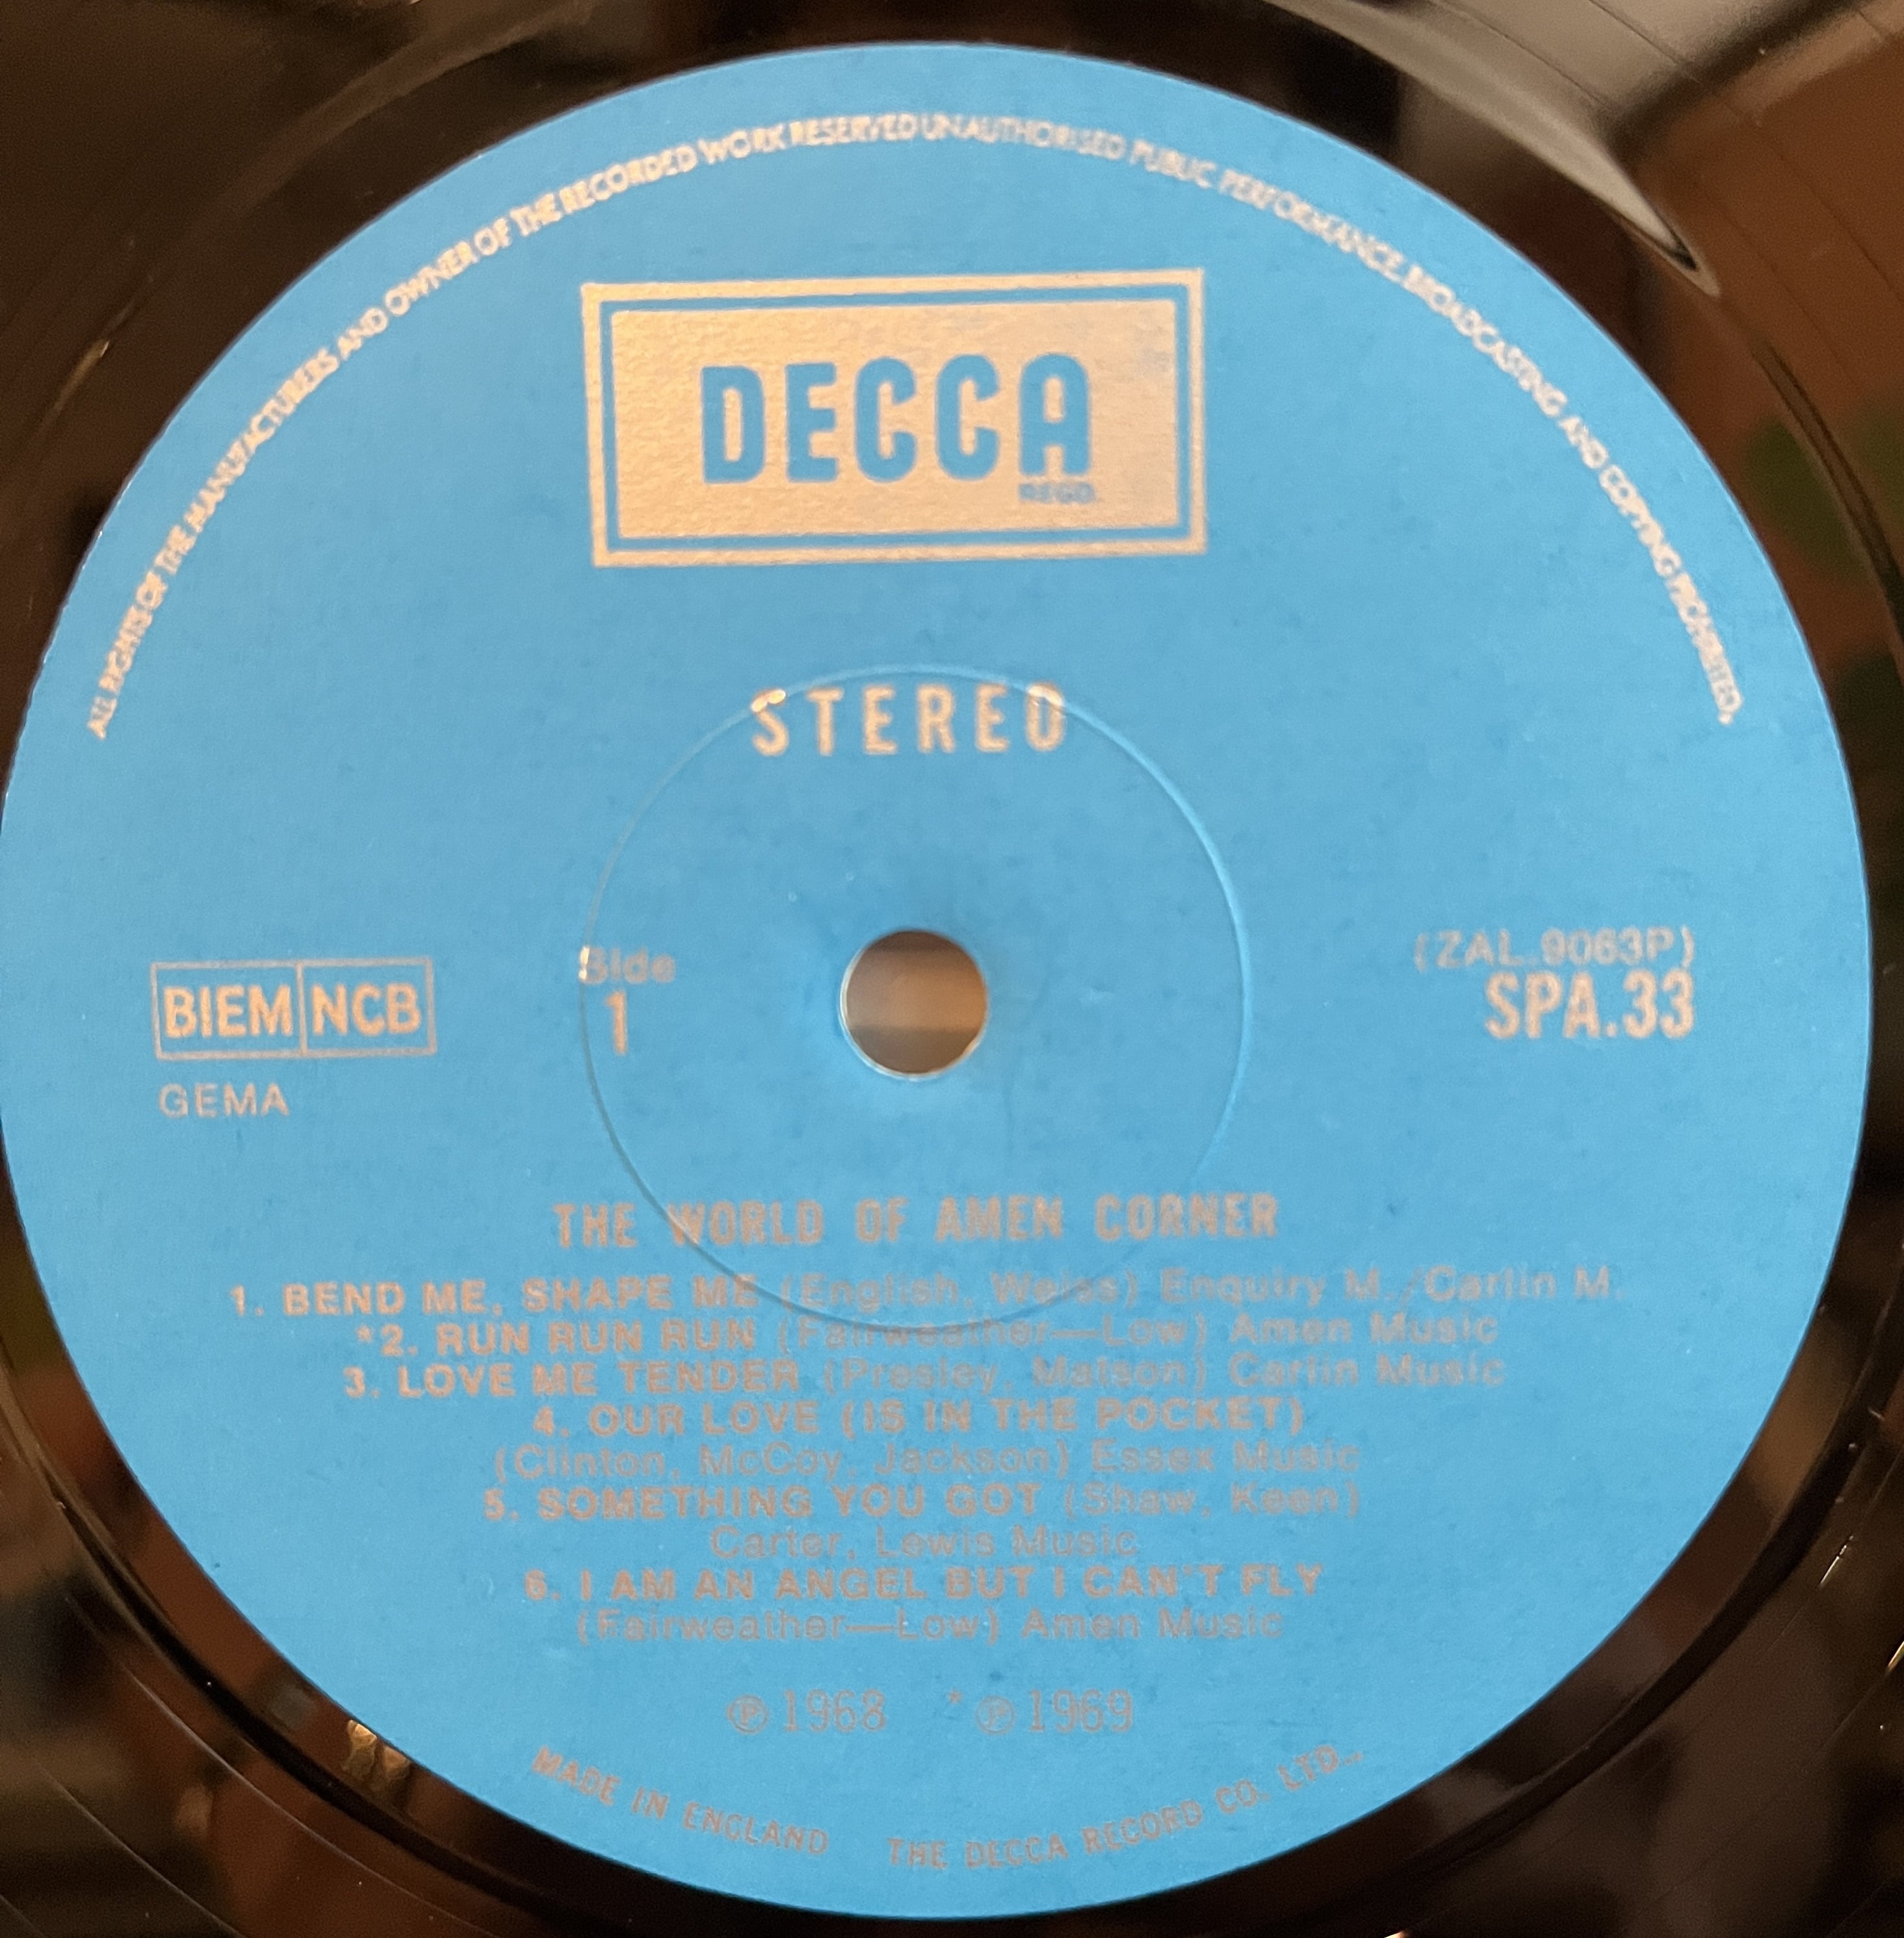 ALL RIGHTS OF THE MANUFACTURERS AND OWNER OF THE RECORDED WORK RESERVED UNAUTHORISED PUBLIC PERFORMANCE, BROADCASTING AND COPYING PROHIBITED.
DECCA
REGD.
STEREO
BIEM NCB
GEMA
Side
1
(ZAL.9063P)
SPA.33
THE WORLD OF AMEN CORNER
1. BEND ME, SHAPE ME (English, Weiss) Enquiry M./Carlin M.
*2. RUN RUN RUN (Fairweather—Low) Amen Music
3. LOVE ME TENDER (Presley, Matson) Carlin Music
4. OUR LOVE (IS IN THE POCKET)
(Clinton, McCoy, Jackson) Essex Music
5. SOMETHING YOU GOT (Shaw, Keen)
Carter, Lewis Music
6. I AM AN ANGEL BUT I CAN'T FLY
(Fairweather—Low) Amen Music
℗ 1968 * ℗ 1969
MADE IN ENGLAND THE DECCA RECORD CO. LTD.,